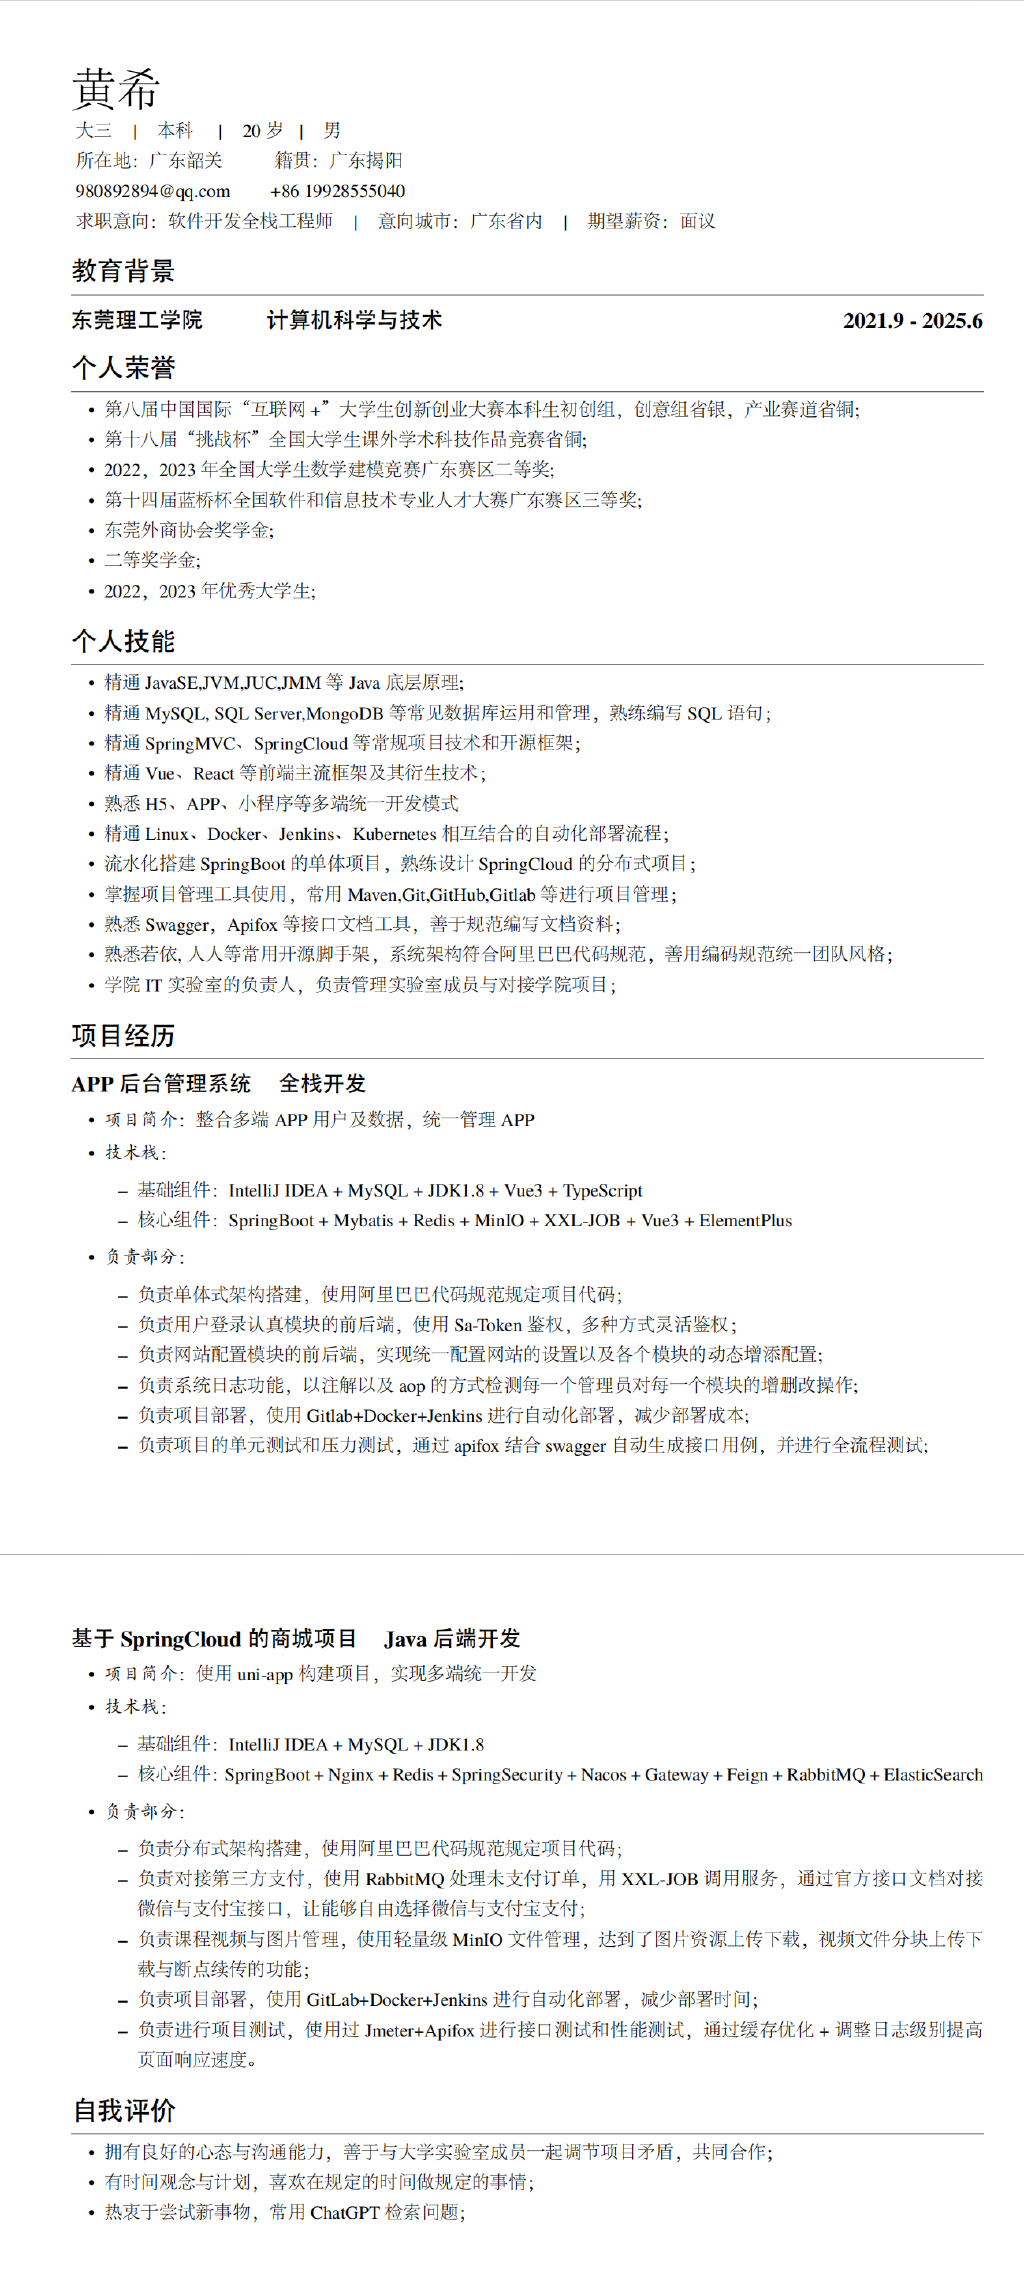 黄希
大三 | 本科 | 20 岁 | 男
所在地：广东韶关 籍贯：广东揭阳
980892894@qq.com +86 19928555040
求职意向：软件开发全栈工程师 | 意向城市：广东省内 | 期望薪资：面议
教育背景
东莞理工学院 计算机科学与技术 2021.9 - 2025.6
个人荣誉
• 第八届中国国际“互联网 +”大学生创新创业大赛本科生初创组，创意组省银，产业赛道省铜;
• 第十八届“挑战杯”全国大学生课外学术科技作品竞赛省铜;
• 2022，2023 年全国大学生数学建模竞赛广东赛区二等奖;
• 第十四届蓝桥杯全国软件和信息技术专业人才大赛广东赛区三等奖;
• 东莞外商协会奖学金;
• 二等奖学金;
• 2022，2023 年优秀大学生;
个人技能
• 精通 JavaSE,JVM,JUC,JMM 等 Java 底层原理;
• 精通 MySQL, SQL Server,MongoDB 等常见数据库运用和管理，熟练编写 SQL 语句；
• 精通 SpringMVC、SpringCloud 等常规项目技术和开源框架；
• 精通 Vue、React 等前端主流框架及其衍生技术；
• 熟悉 H5、APP、小程序等多端统一开发模式
• 精通 Linux、Docker、Jenkins、Kubernetes 相互结合的自动化部署流程；
• 流水化搭建 SpringBoot 的单体项目，熟练设计 SpringCloud 的分布式项目；
• 掌握项目管理工具使用，常用 Maven,Git,GitHub,Gitlab 等进行项目管理；
• 熟悉 Swagger，Apifox 等接口文档工具，善于规范编写文档资料；
• 熟悉若依, 人人等常用开源脚手架，系统架构符合阿里巴巴代码规范，善用编码规范统一团队风格；
• 学院 IT 实验室的负责人，负责管理实验室成员与对接学院项目；
项目经历
APP 后台管理系统 全栈开发
• 项目简介：整合多端 APP 用户及数据，统一管理 APP
• 技术栈：
– 基础组件：IntelliJ IDEA + MySQL + JDK1.8 + Vue3 + TypeScript
– 核心组件：SpringBoot + Mybatis + Redis + MinIO + XXL-JOB + Vue3 + ElementPlus
• 负责部分：
– 负责单体式架构搭建，使用阿里巴巴代码规范规定项目代码;
– 负责用户登录认真模块的前后端，使用 Sa-Token 鉴权，多种方式灵活鉴权；
– 负责网站配置模块的前后端，实现统一配置网站的设置以及各个模块的动态增添配置;
– 负责系统日志功能，以注解以及 aop 的方式检测每一个管理员对每一个模块的增删改操作;
– 负责项目部署，使用 Gitlab+Docker+Jenkins 进行自动化部署，减少部署成本;
– 负责项目的单元测试和压力测试，通过 apifox 结合 swagger 自动生成接口用例，并进行全流程测试;
基于 SpringCloud 的商城项目 Java 后端开发
• 项目简介：使用 uni-app 构建项目，实现多端统一开发
• 技术栈：
– 基础组件：IntelliJ IDEA + MySQL + JDK1.8
– 核心组件：SpringBoot + Nginx + Redis + SpringSecurity + Nacos + Gateway + Feign + RabbitMQ + ElasticSearch
• 负责部分：
– 负责分布式架构搭建，使用阿里巴巴代码规范规定项目代码;
– 负责对接第三方支付，使用 RabbitMQ 处理未支付订单，用 XXL-JOB 调用服务，通过官方接口文档对接
微信与支付宝接口，让能够自由选择微信与支付宝支付;
– 负责课程视频与图片管理，使用轻量级 MinIO 文件管理，达到了图片资源上传下载，视频文件分块上传下
载与断点续传的功能;
– 负责项目部署，使用 GitLab+Docker+Jenkins 进行自动化部署，减少部署时间;
– 负责进行项目测试，使用过 Jmeter+Apifox 进行接口测试和性能测试，通过缓存优化 + 调整日志级别提高
页面响应速度。
自我评价
• 拥有良好的心态与沟通能力，善于与大学实验室成员一起调节项目矛盾，共同合作;
• 有时间观念与计划，喜欢在规定的时间做规定的事情;
• 热衷于尝试新事物，常用 ChatGPT 检索问题;